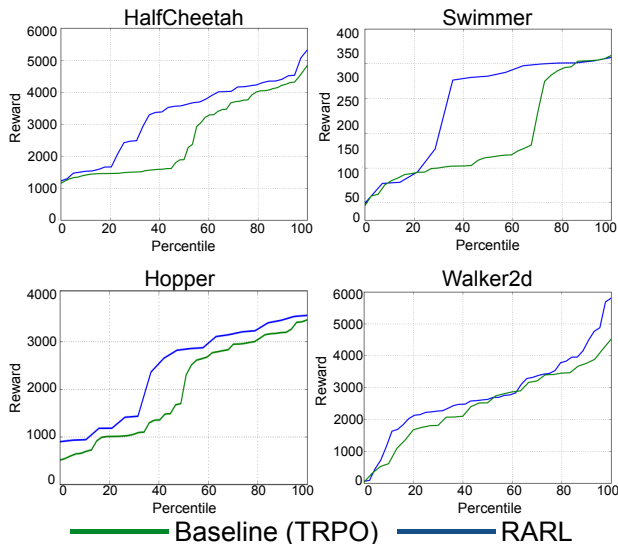 HalfCheetah
6000
5000
4000
3000
2000
1000
0
Reward
0 20 40 60 80 100
Percentile
Swimmer
400
350
300
250
200
150
100
50
0
Reward
0 20 40 60 80 100
Percentile
Hopper
4000
3000
2000
1000
0
Reward
0 20 40 60 80 100
Percentile
Walker2d
6000
5000
4000
3000
2000
1000
0
Reward
0 20 40 60 80 100
Percentile
Baseline (TRPO) RARL